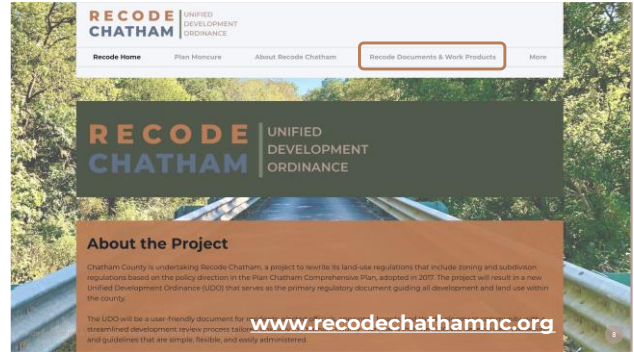 RECODE
CHATHAM
UNIFIED
DEVELOPMENT
ORDINANCE
Recode Home Plan Moncure About Recode Chatham Recode Documents & Work Products More
RECODE
CHATHAM
UNIFIED
DEVELOPMENT
ORDINANCE
About the Project
Chatham County is undertaking Recode Chatham, a project to rewrite its land-use regulations that include zoning and subdivision
regulations based on the policy direction in the Plan Chatham Comprehensive Plan, adopted in 2017. The project will result in a new
Unified Development Ordinance (UDO) that serves as the primary regulatory document guiding all development and land use within
the county.
The UDO will be a user-friendly document for
www.recodechathamnc.org
streamlined development review process
and guidelines that are simple, flexible, and easily administered.
8